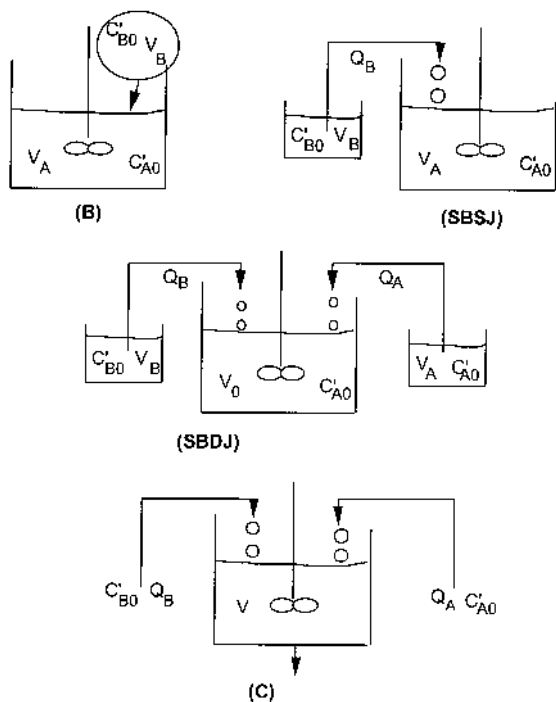 C'B0 VB
VA C'A0
(B)
QB
C'B0 VB
VA C'A0
(SBSJ)
QB QA
C'B0 VB
V0 C'A0
VA C'A0
(SBDJ)
C'B0 QB
V
QA C'A0
(C)